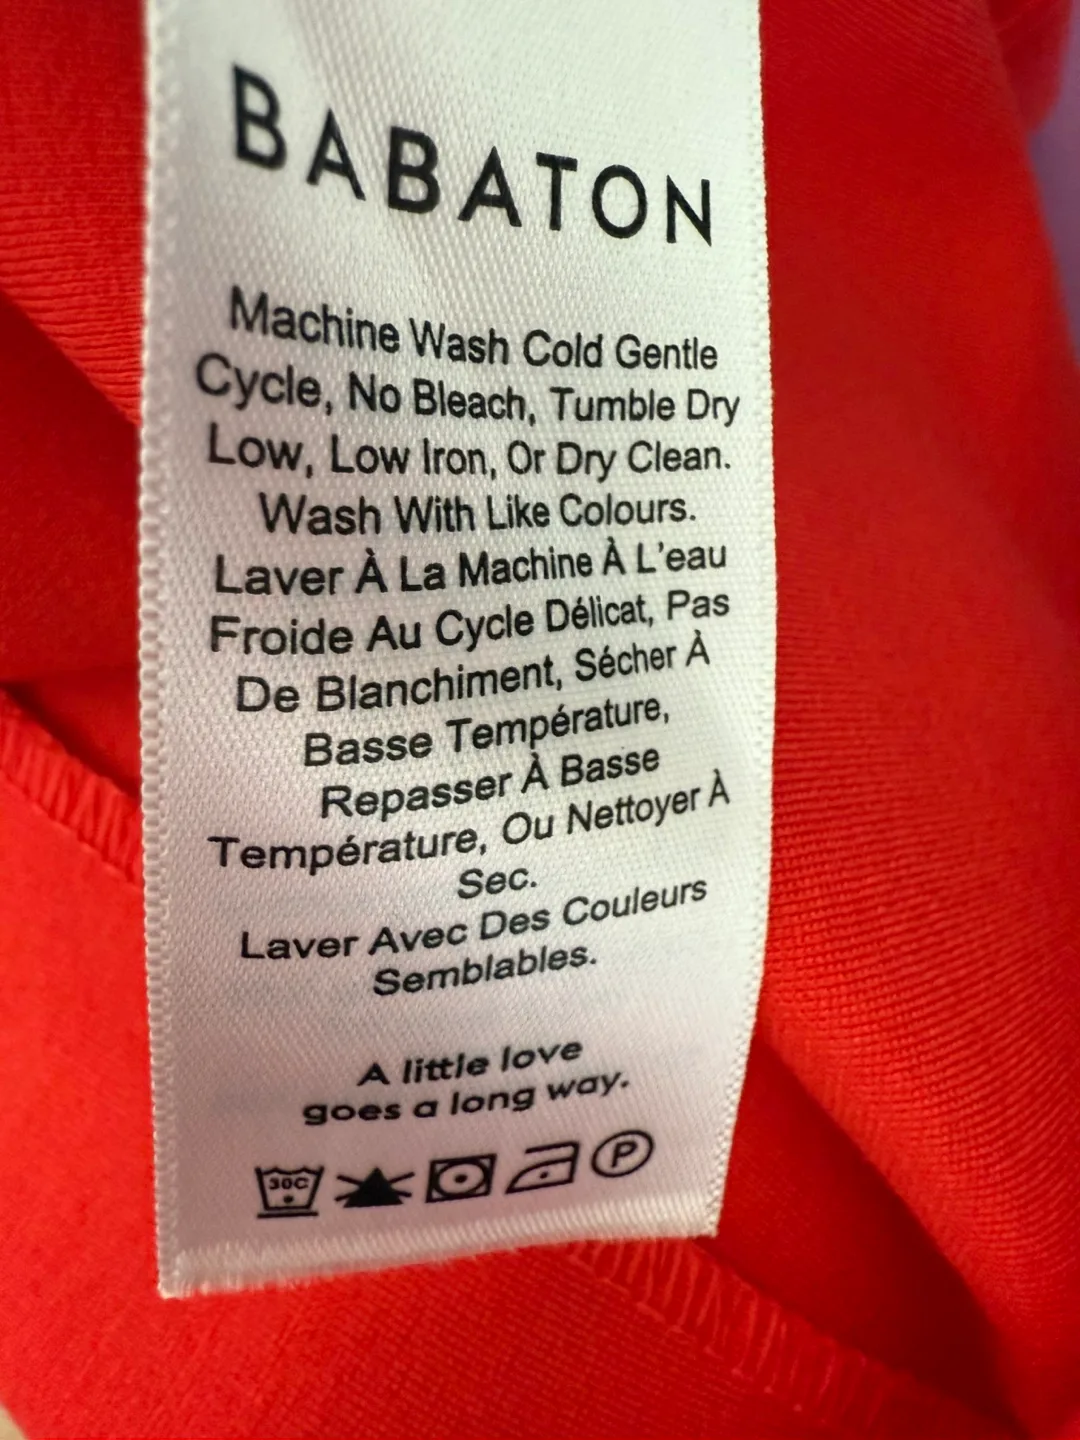 BABATON
Machine Wash Cold Gentle
Cycle, No Bleach, Tumble Dry
Low, Low Iron, Or Dry Clean.
Wash With Like Colours.
Laver À La Machine À L'eau
Froide Au Cycle Délicat, Pas
De Blanchiment, Sécher À
Basse Température,
Repasser À Basse
Température, Ou Nettoyer À
Sec.
Laver Avec Des Couleurs
Semblables.
A little love
goes a long way.
30C P